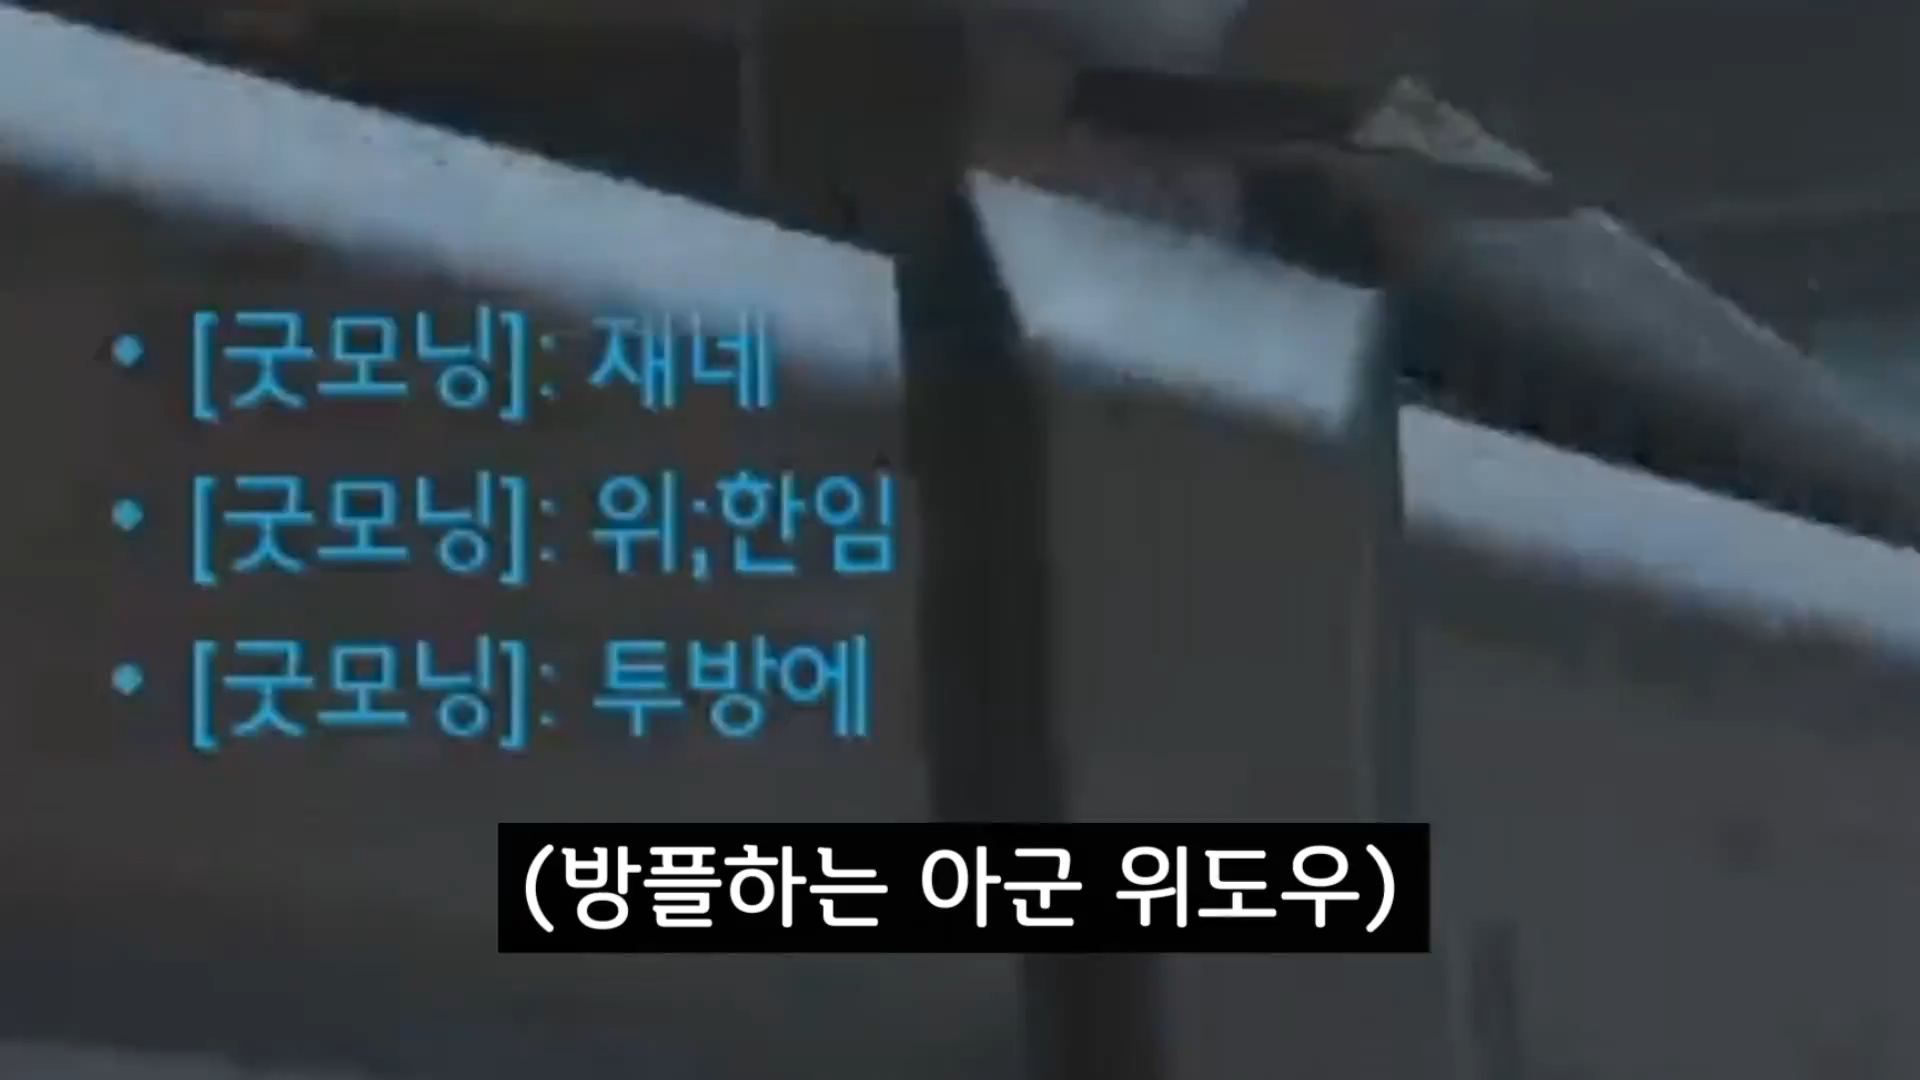 [굿모닝]: 재네
[굿모닝]: 위;한임
[굿모닝]: 투방에
(방플하는 아군 위도우)